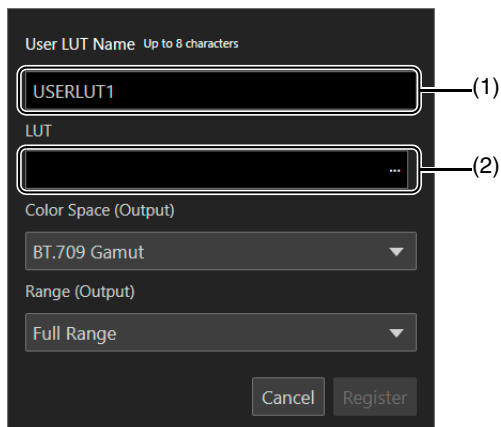 User LUT Name Up to 8 characters
USERLUT1
(1)
LUT
...
(2)
Color Space (Output)
BT.709 Gamut
Range (Output)
Full Range
Cancel Register